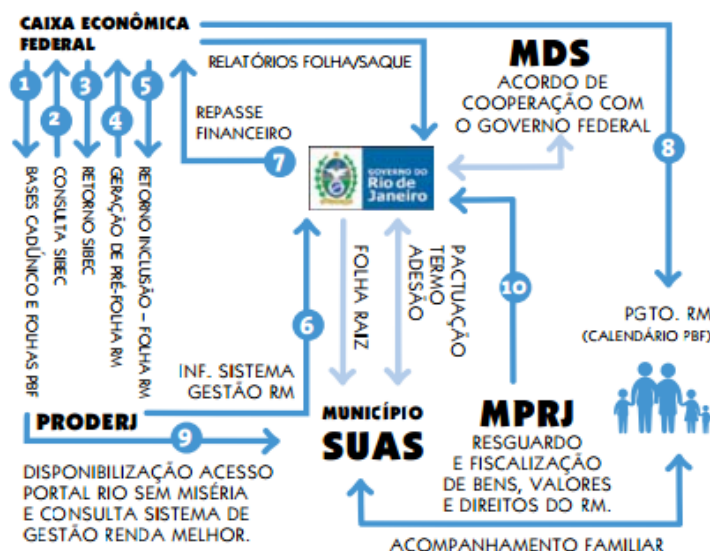 CAIXA ECONÔMICA
FEDERAL
RELATÓRIOS FOLHA/SAQUE
MDS
ACORDO DE
COOPERAÇÃO COM
O GOVERNO FEDERAL
1
2
3
4
5
REPASSE
FINANCEIRO
7
8
GOVERNO DO
Rio de
Janeiro
BASES CADÚNICO E FOLHAS PBF
CONSULTA SIBEC
RETORNO SIBEC
GERAÇÃO DE PRÉ-FOLHA RM
RETORNO INCLUSÃO – FOLHA RM
6
FOLHA RAIZ
PACTUAÇÃO
TERMO
ADESÃO
10
PGTO. RM
(CALENDÁRIO PBF)
INF. SISTEMA
GESTÃO RM
PRODERJ
9
MUNICÍPIO
SUAS
MPRJ
RESGUARDO
E FISCALIZAÇÃO
DE BENS, VALORES
E DIREITOS DO RM.
DISPONIBILIZAÇÃO ACESSO
PORTAL RIO SEM MISÉRIA
E CONSULTA SISTEMA DE
GESTÃO RENDA MELHOR.
ACOMPANHAMENTO FAMILIAR